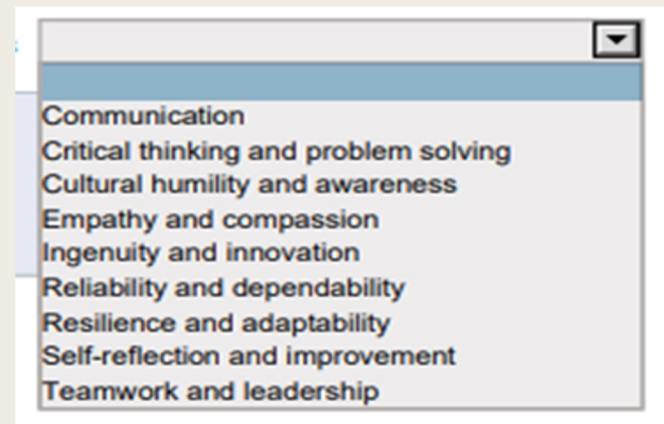 Communication
Critical thinking and problem solving
Cultural humility and awareness
Empathy and compassion
Ingenuity and innovation
Reliability and dependability
Resilience and adaptability
Self-reflection and improvement
Teamwork and leadership